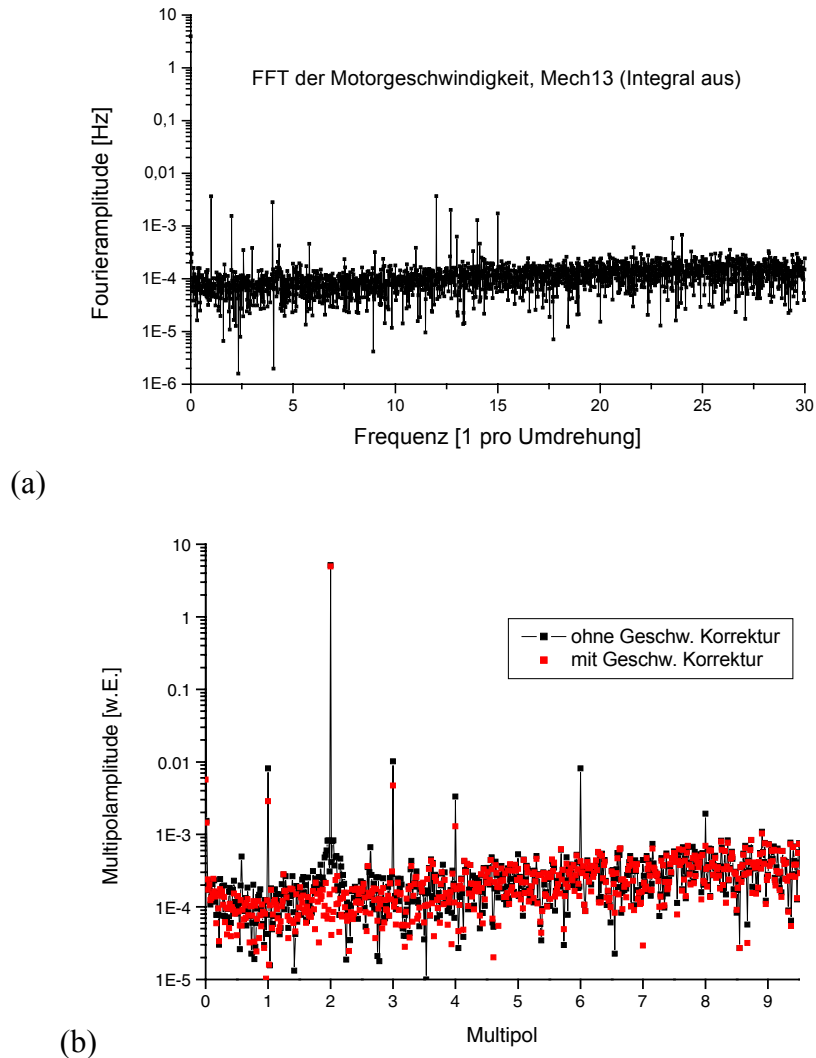 10
1
0,1
0,01
1E-3
1E-4
1E-5
1E-6
Fourieramplitude [Hz]
FFT der Motorgeschwindigkeit, Mech13 (Integral aus)
0 5 10 15 20 25 30
Frequenz [1 pro Umdrehung]
(a)
10
1
0.1
0.01
1E-3
1E-4
1E-5
Multipolamplitude [w.E.]
ohne Geschw. Korrektur
mit Geschw. Korrektur
0 1 2 3 4 5 6 7 8 9
Multipol
(b)